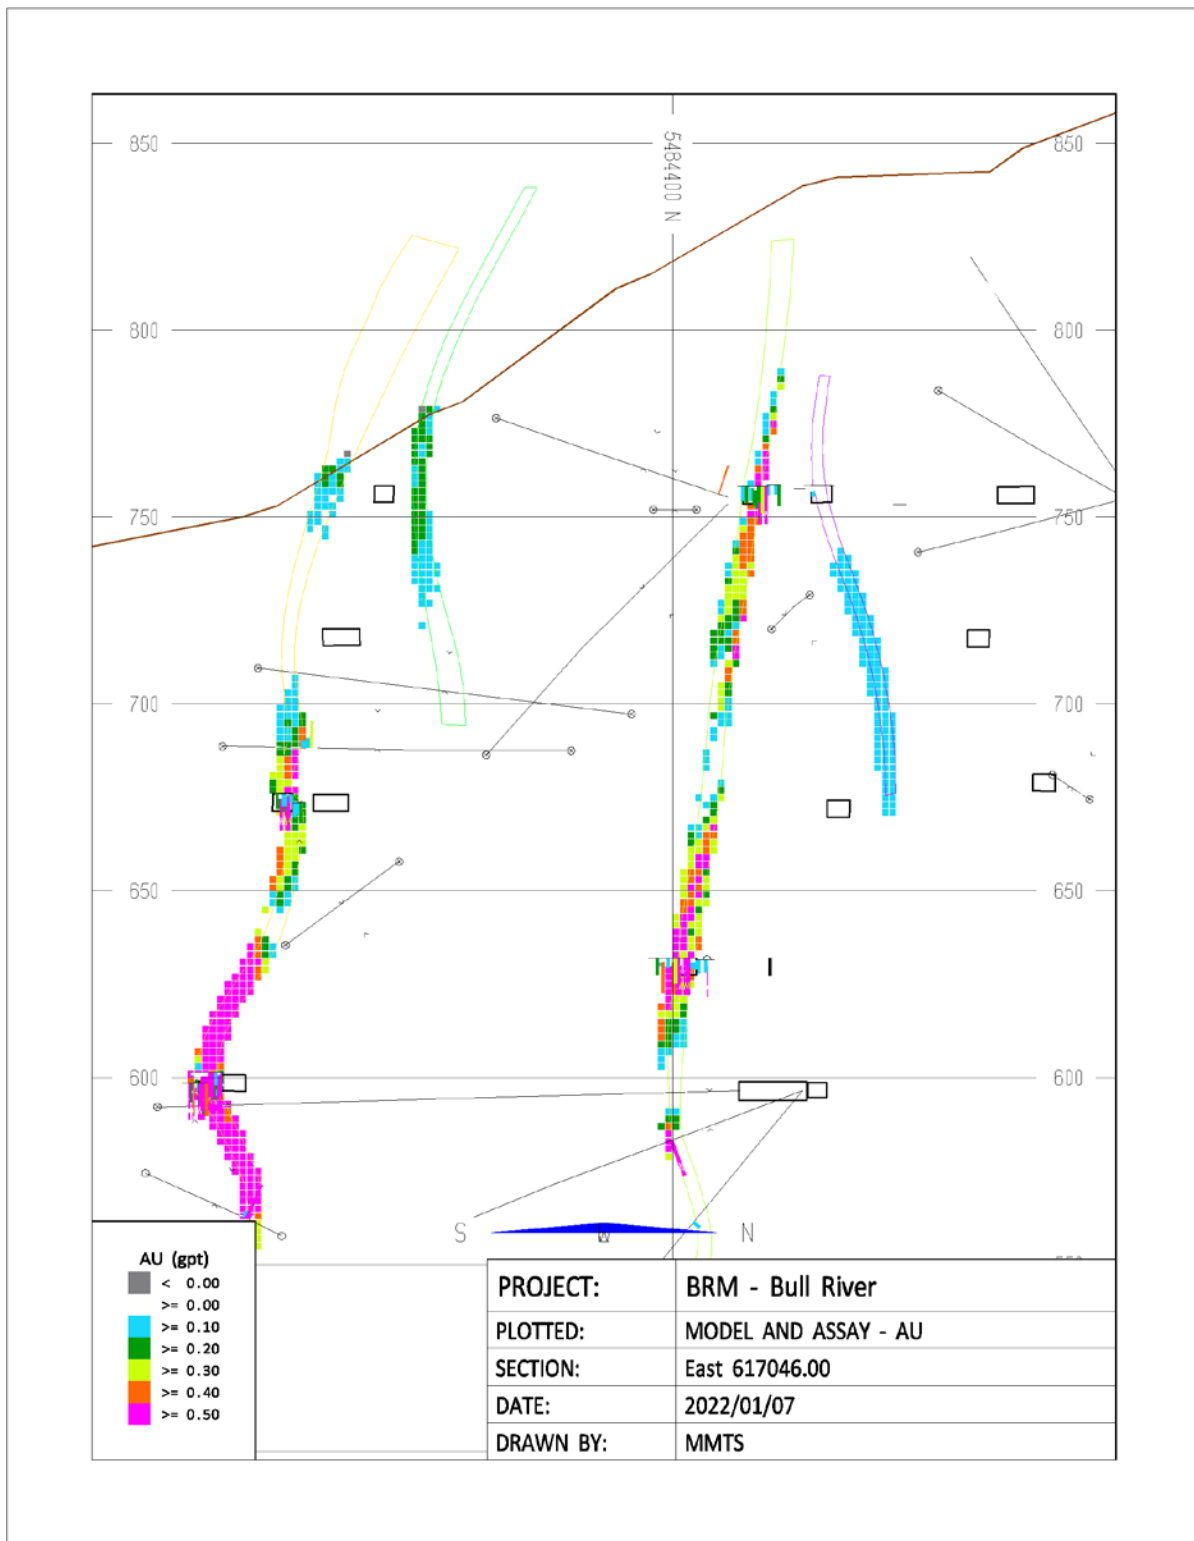 850 850
5484400 N
800 800
750 750
700 700
650 650
600 600
S W N
AU (gpt)
< 0.00
>= 0.00
>= 0.10
>= 0.20
>= 0.30
>= 0.40
>= 0.50
PROJECT: BRM - Bull River
PLOTTED: MODEL AND ASSAY - AU
SECTION: East 617046.00
DATE: 2022/01/07
DRAWN BY: MMTS